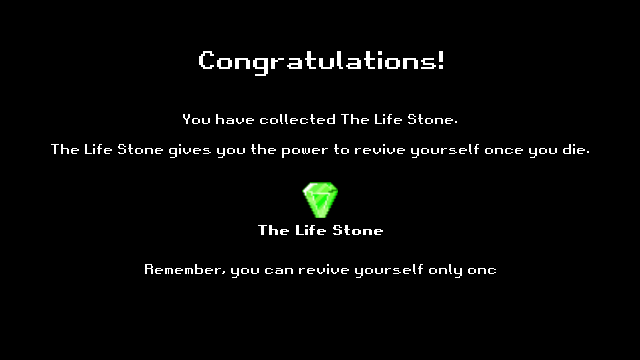 Congratulations!
You have collected The Life Stone.
The Life Stone gives you the power to revive yourself once you die.
The Life Stone
Remember, you can revive yourself only onc